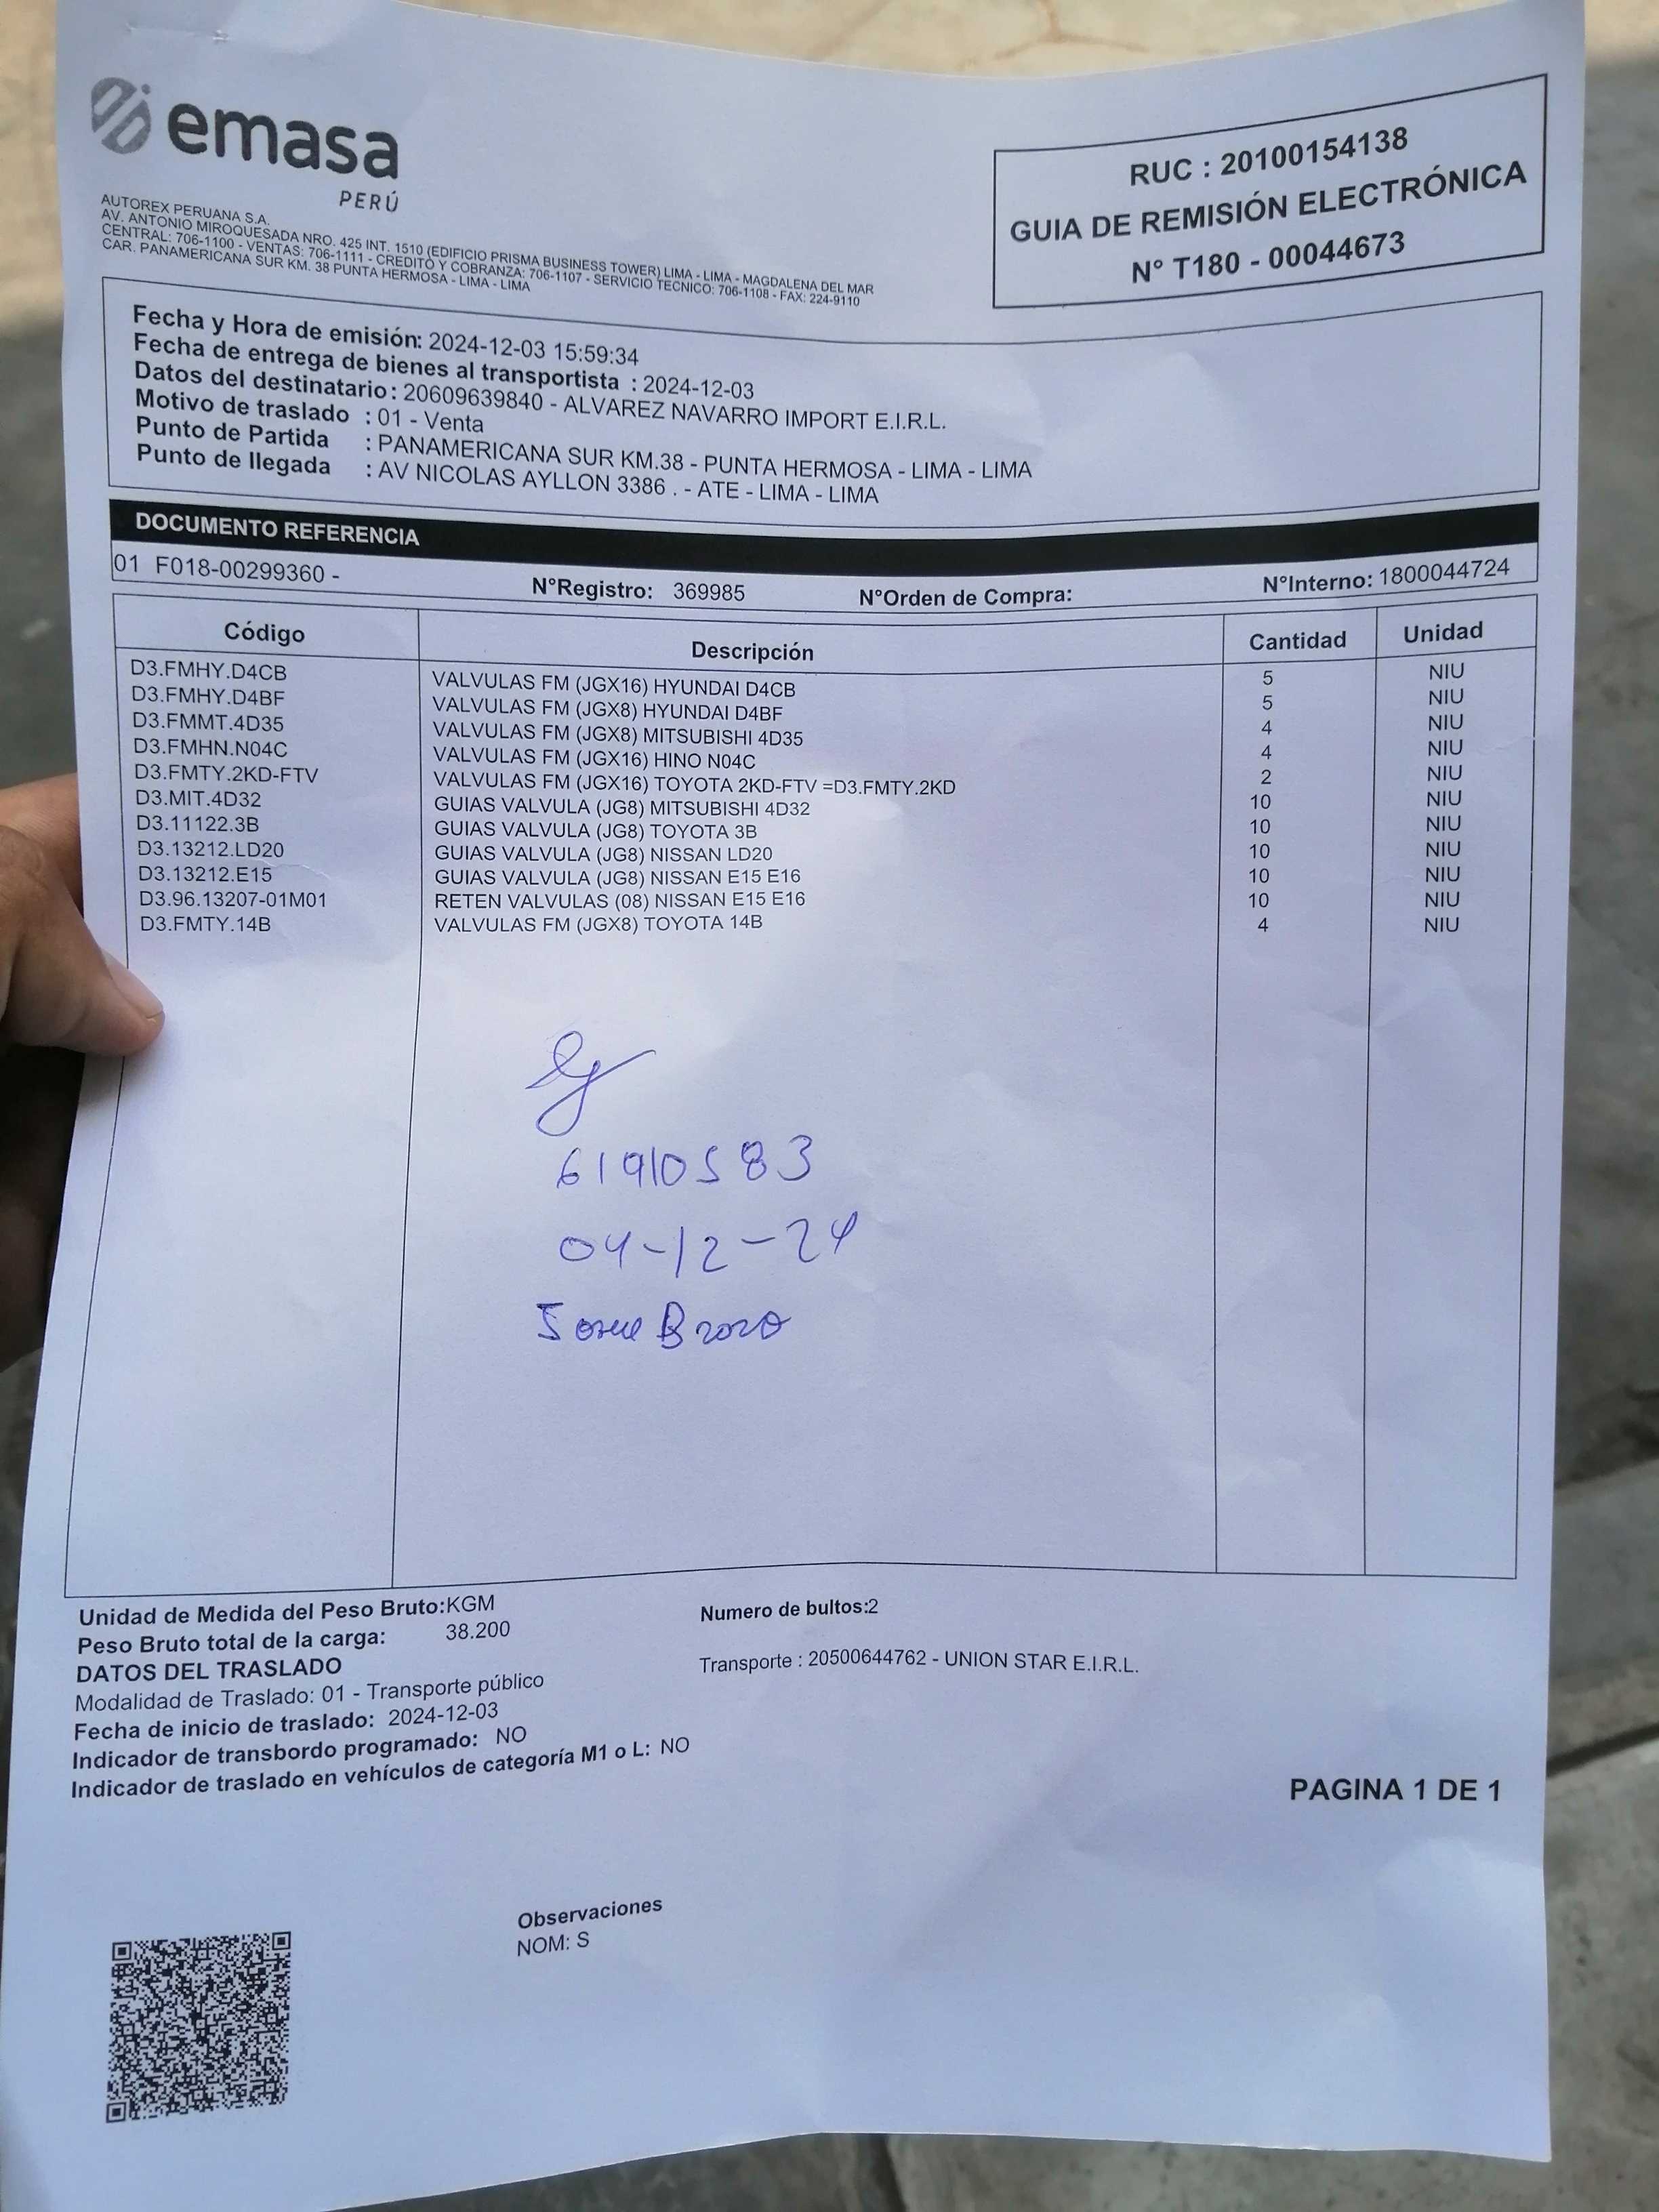 emasa
PERÚ
AUTOREX PERUANA S.A.
AV. ANTONIO MIROQUESADA NRO. 425 INT. 1510 (EDIFICIO PRISMA BUSINESS TOWER) LIMA - LIMA - MAGDALENA DEL MAR
CENTRAL: 706-1100 - VENTAS: 706-1111 - CREDITO Y COBRANZA: 706-1107 - SERVICIO TECNICO: 706-1108 - FAX: 224-9110
CAR. PANAMERICANA SUR KM. 38 PUNTA HERMOSA - LIMA - LIMA
RUC : 20100154138
GUIA DE REMISIÓN ELECTRÓNICA
N° T180 - 00044673
Fecha y Hora de emisión: 2024-12-03 15:59:34
Fecha de entrega de bienes al transportista : 2024-12-03
Datos del destinatario : 20609639840 - ALVAREZ NAVARRO IMPORT E.I.R.L.
Motivo de traslado : 01 - Venta
Punto de Partida : PANAMERICANA SUR KM.38 - PUNTA HERMOSA - LIMA - LIMA
Punto de llegada : AV NICOLAS AYLLON 3386 . - ATE - LIMA - LIMA
DOCUMENTO REFERENCIA
01 F018-00299360 - N°Registro: 369985 N°Orden de Compra: N°Interno: 1800044724
Código Descripción Cantidad Unidad
D3.FMHY.D4CB VALVULAS FM (JGX16) HYUNDAI D4CB 5 NIU
D3.FMHY.D4BF VALVULAS FM (JGX8) HYUNDAI D4BF 5 NIU
D3.FMMT.4D35 VALVULAS FM (JGX8) MITSUBISHI 4D35 4 NIU
D3.FMHN.N04C VALVULAS FM (JGX16) HINO N04C 4 NIU
D3.FMTY.2KD-FTV VALVULAS FM (JGX16) TOYOTA 2KD-FTV =D3.FMTY.2KD 2 NIU
D3.MIT.4D32 GUIAS VALVULA (JG8) MITSUBISHI 4D32 10 NIU
D3.11122.3B GUIAS VALVULA (JG8) TOYOTA 3B 10 NIU
D3.13212.LD20 GUIAS VALVULA (JG8) NISSAN LD20 10 NIU
D3.13212.E15 GUIAS VALVULA (JG8) NISSAN E15 E16 10 NIU
D3.96.13207-01M01 RETEN VALVULAS (08) NISSAN E15 E16 10 NIU
D3.FMTY.14B VALVULAS FM (JGX8) TOYOTA 14B 4 NIU
61910583
04-12-24
Unidad de Medida del Peso Bruto:KGM
Peso Bruto total de la carga: 38.200
Numero de bultos:2
DATOS DEL TRASLADO
Transporte : 20500644762 - UNION STAR E.I.R.L.
Modalidad de Traslado: 01 - Transporte público
Fecha de inicio de traslado: 2024-12-03
Indicador de transbordo programado: NO
Indicador de traslado en vehículos de categoría M1 o L: NO
PAGINA 1 DE 1
Observaciones
NOM: S